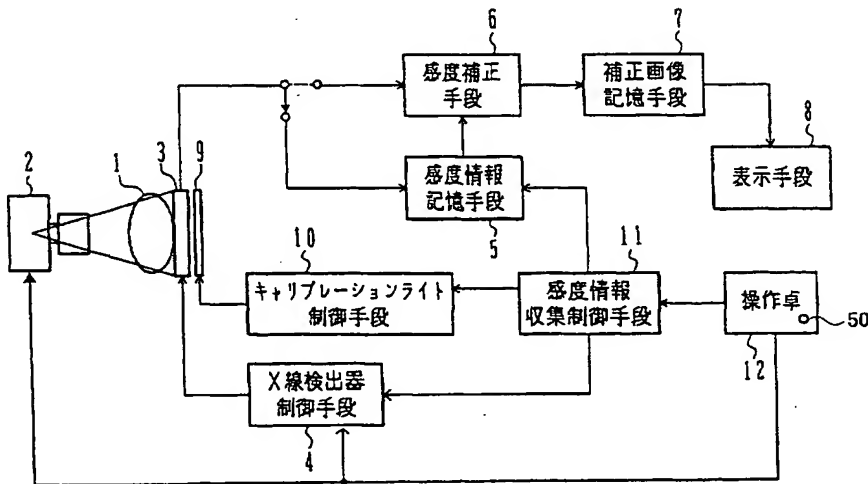 6
7
感度補正
手段
補正画像
記憶手段
8
表示手段
2
1
3
9
感度情報
記憶手段
5
10
11
キャリブレーションライト
制御手段
感度情報
収集制御手段
操作卓
50
12
X線検出器
制御手段
4